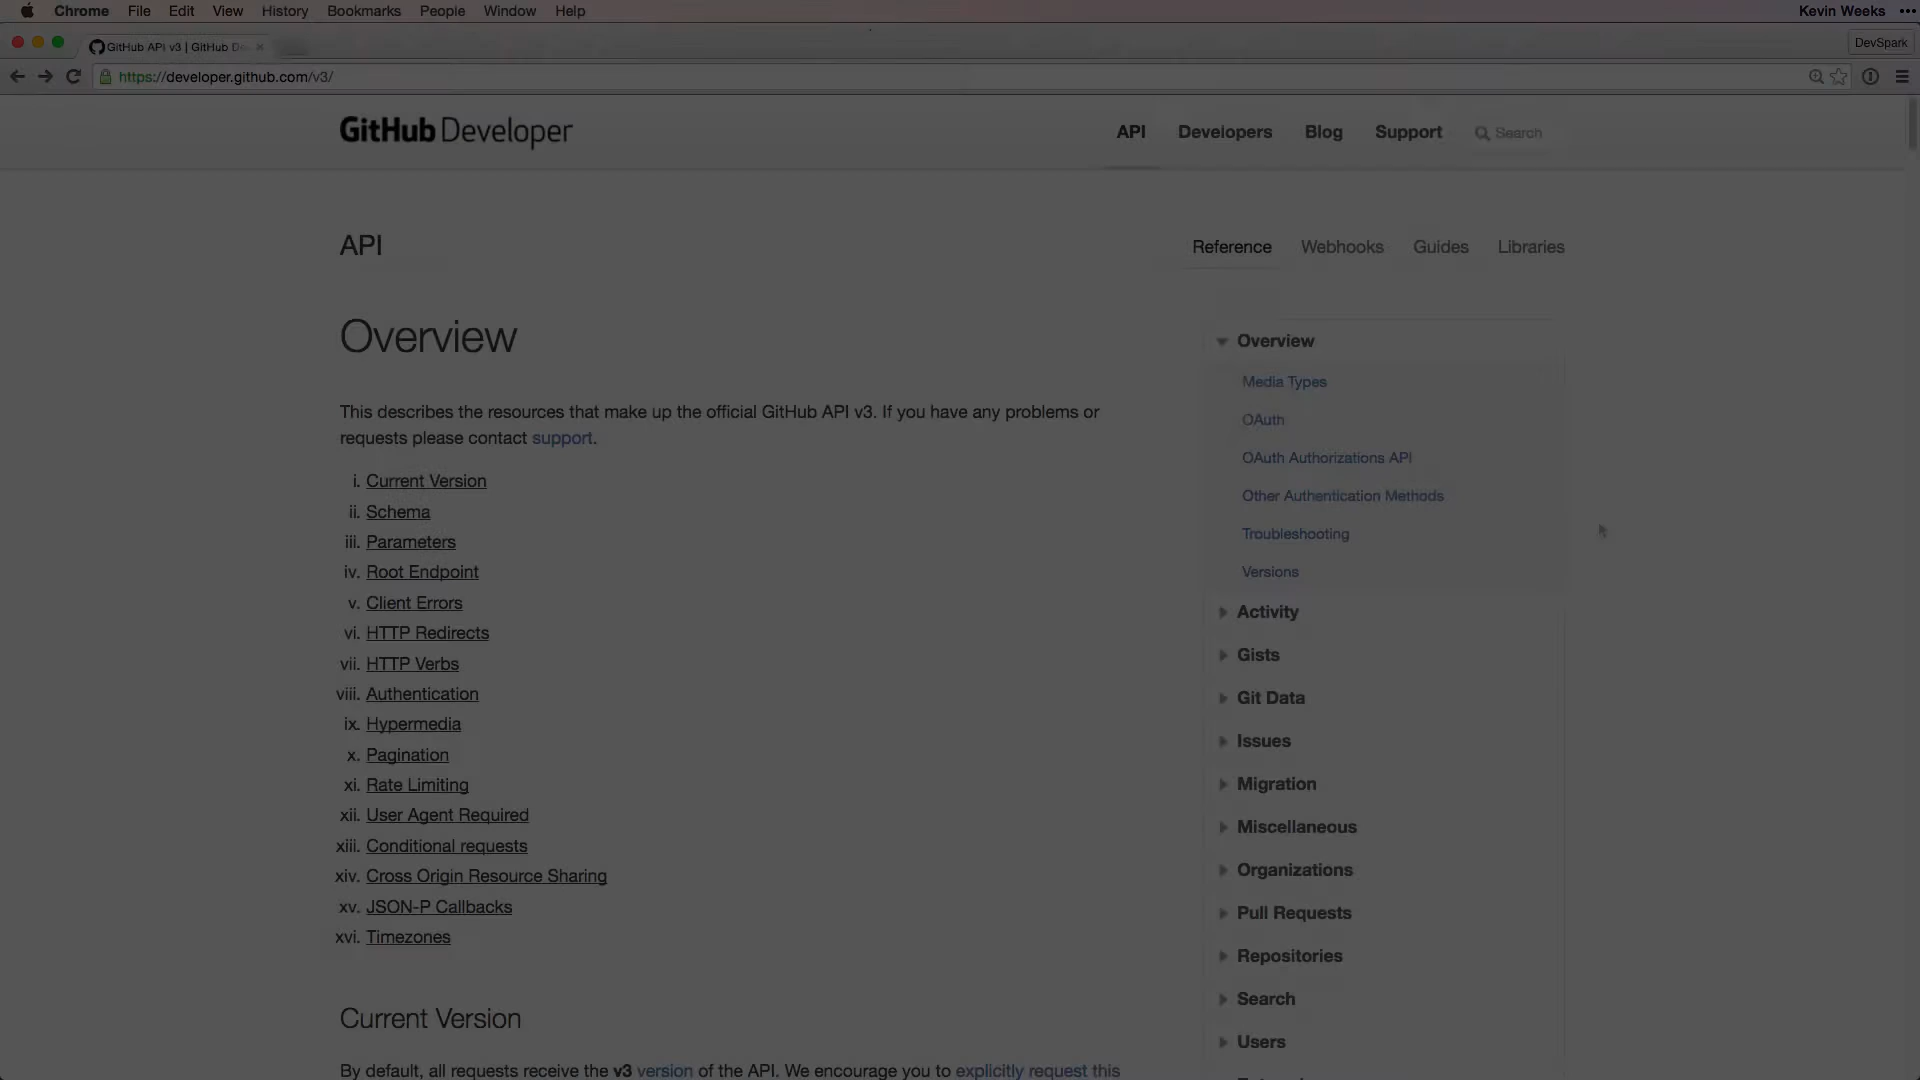 Chrome File Edit View History Bookmarks People Window Help Kevin Weeks
GitHub API v3 | GitHub De
DevSpark
https://developer.github.com/v3/
GitHub Developer
API Developers Blog Support Search
API
Reference Webhooks Guides Libraries
Overview
This describes the resources that make up the official GitHub API v3. If you have any problems or
requests please contact support.
i. Current Version
ii. Schema
iii. Parameters
iv. Root Endpoint
v. Client Errors
vi. HTTP Redirects
vii. HTTP Verbs
viii. Authentication
ix. Hypermedia
x. Pagination
xi. Rate Limiting
xii. User Agent Required
xiii. Conditional requests
xiv. Cross Origin Resource Sharing
xv. JSON-P Callbacks
xvi. Timezones
Current Version
By default, all requests receive the v3 version of the API. We encourage you to explicitly request this
Overview
Media Types
OAuth
OAuth Authorizations API
Other Authentication Methods
Troubleshooting
Versions
Activity
Gists
Git Data
Issues
Migration
Miscellaneous
Organizations
Pull Requests
Repositories
Search
Users